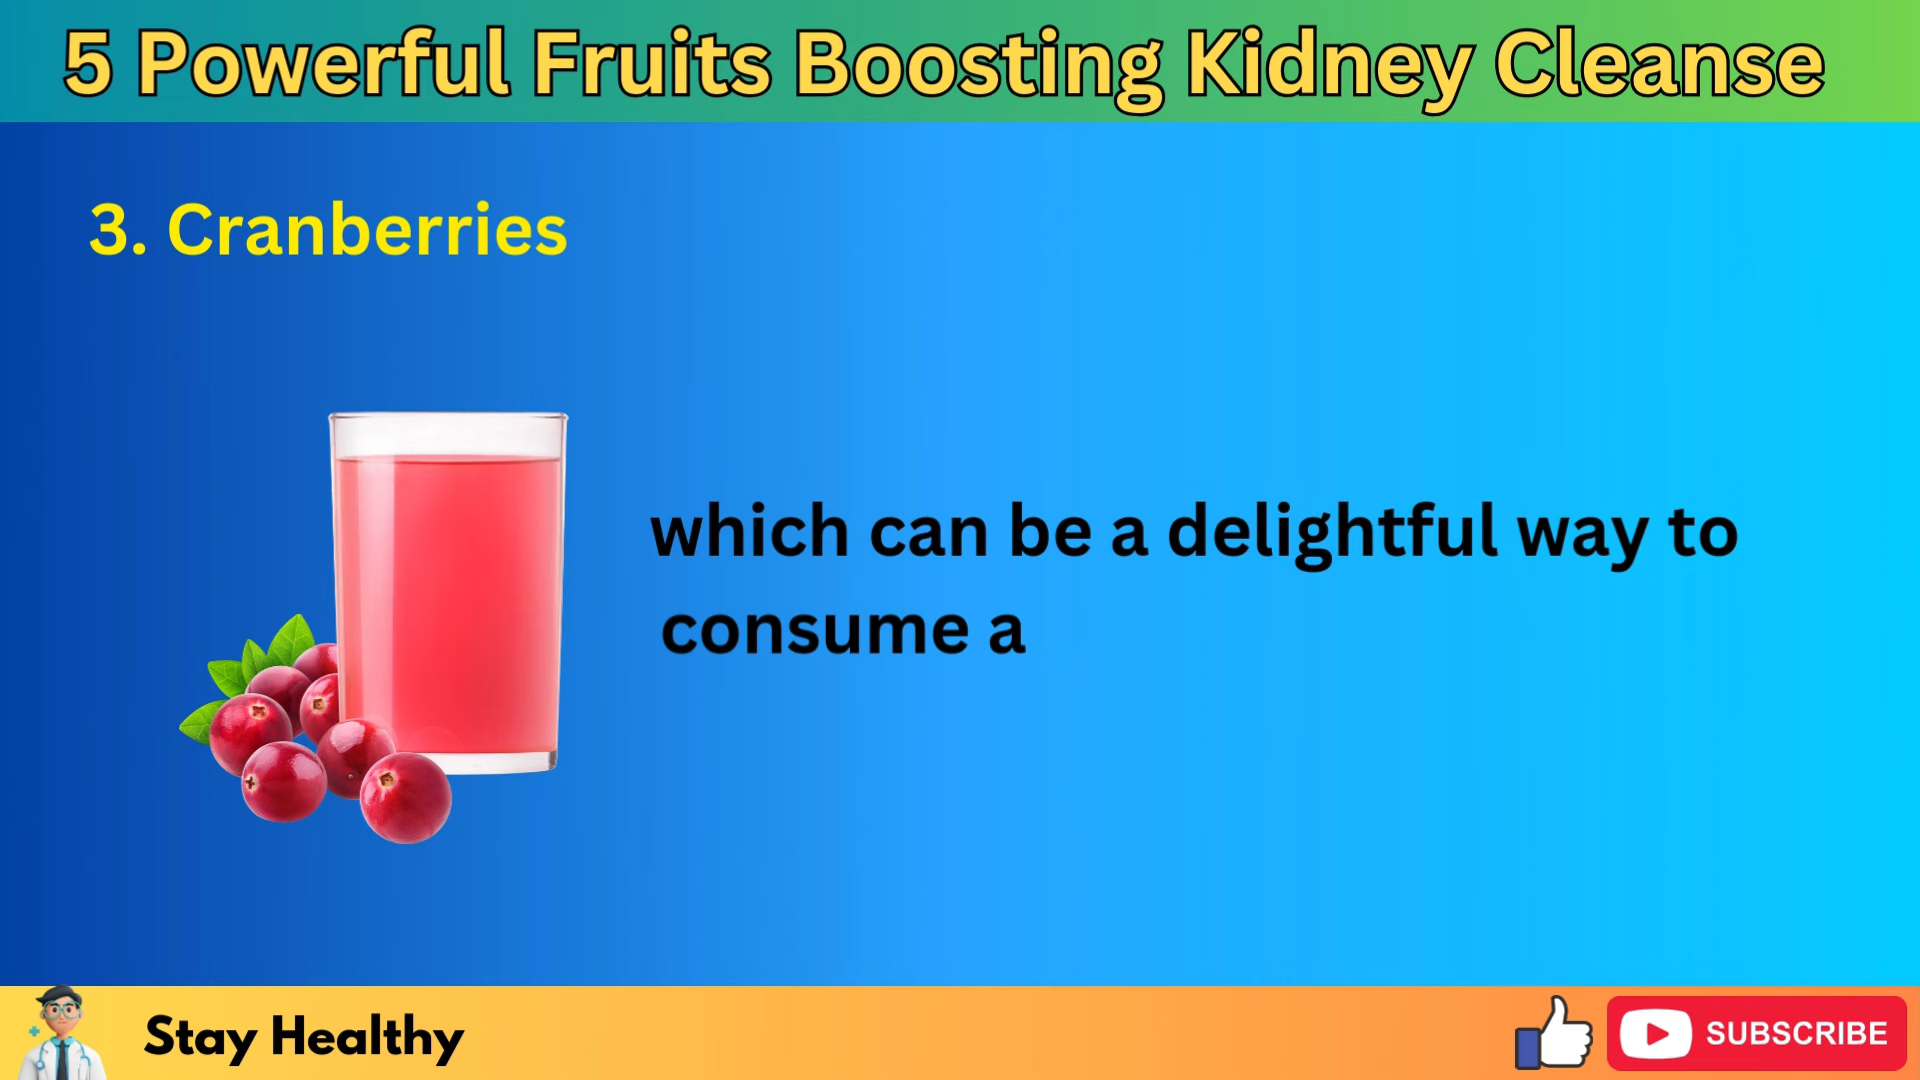 5 Powerful Fruits Boosting Kidney Cleanse
3. Cranberries
which can be a delightful way to
consume a
Stay Healthy
SUBSCRIBE